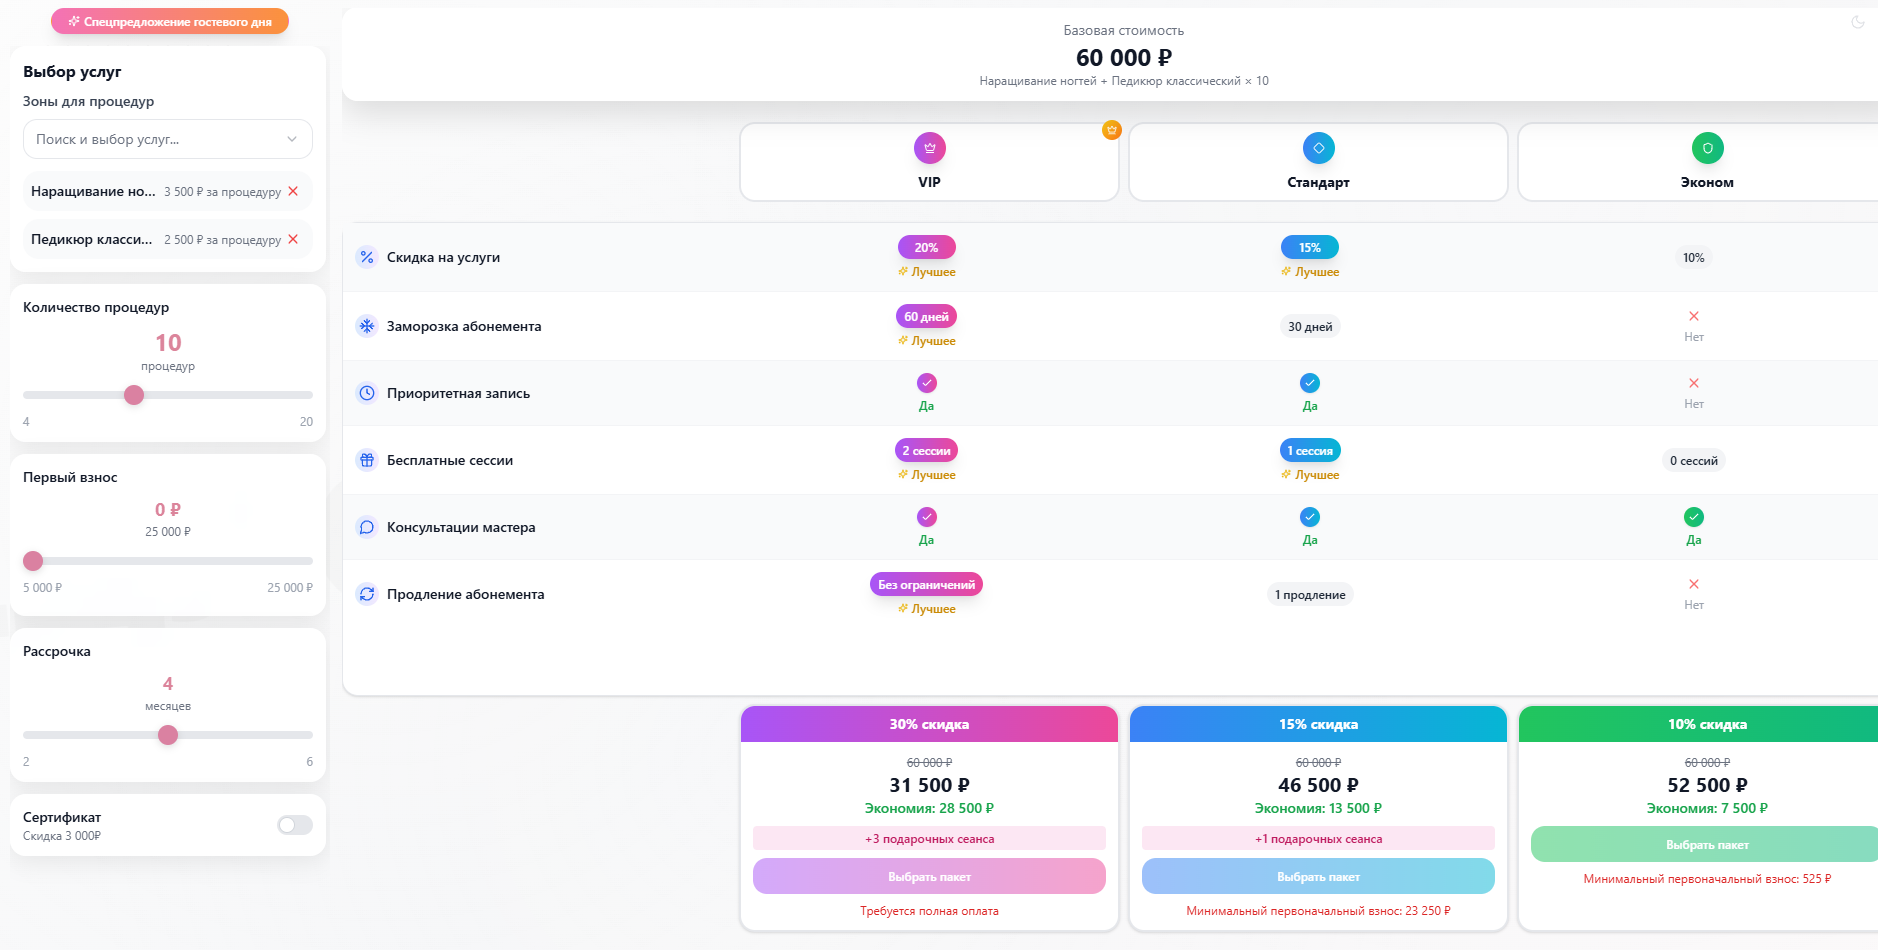 Спецпредложение гостевого дня
Выбор услуг
Зоны для процедур
Поиск и выбор услуг...
Наращивание но... 3 500 ₽ за процедуру
Педикюр класси... 2 500 ₽ за процедуру
Количество процедур
10
процедур
4 20
Первый взнос
0 ₽
25 000 ₽
5 000 ₽ 25 000 ₽
Рассрочка
4
месяцев
2 6
Сертификат
Скидка 3 000₽
Базовая стоимость
60 000 ₽
Наращивание ногтей + Педикюр классический × 10
VIP Стандарт Эконом
Скидка на услуги 20% 15% 10%
Лучшее Лучшее
Заморозка абонемента 60 дней 30 дней
Лучшее Нет
Приоритетная запись
Да Да Нет
Бесплатные сессии 2 сессии 1 сессия 0 сессий
Лучшее Лучшее
Консультации мастера
Да Да Да
Продление абонемента Без ограничений 1 продление
Лучшее Нет
30% скидка
60 000 ₽
31 500 ₽
Экономия: 28 500 ₽
+3 подарочных сеанса
Выбрать пакет
Требуется полная оплата
15% скидка
60 000 ₽
46 500 ₽
Экономия: 13 500 ₽
+1 подарочных сеанса
Выбрать пакет
Минимальный первоначальный взнос: 23 250 ₽
10% скидка
60 000 ₽
52 500 ₽
Экономия: 7 500 ₽
Выбрать пакет
Минимальный первоначальный взнос: 525 ₽